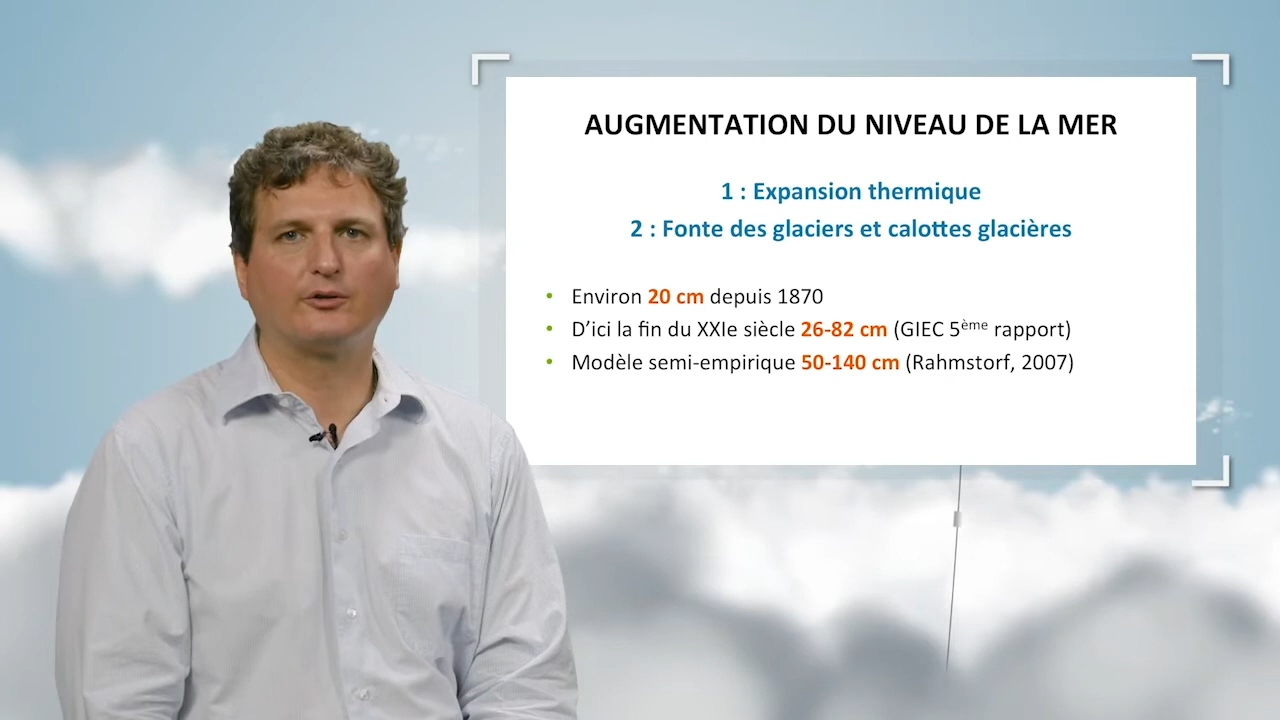 AUGMENTATION DU NIVEAU DE LA MER
1 : Expansion thermique
2 : Fonte des glaciers et calottes glacières
• Environ 20 cm depuis 1870
• D’ici la fin du XXIe siècle 26-82 cm (GIEC 5ème rapport)
• Modèle semi-empirique 50-140 cm (Rahmstorf, 2007)